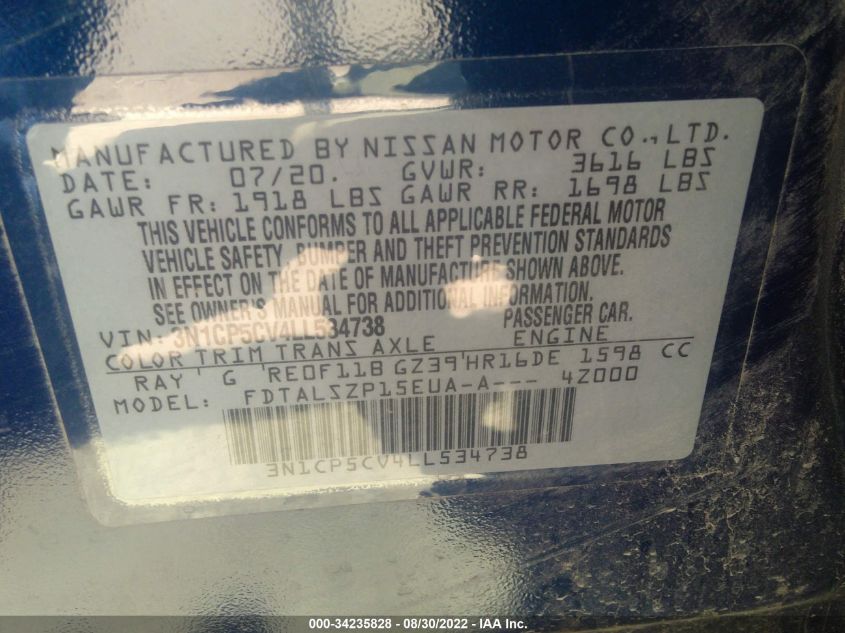 MANUFACTURED BY NISSAN MOTOR CO., LTD.
DATE: 07/20. GVWR: 3616 LBS
GAWR FR: 1918 LBS GAWR RR: 1698 LBS
THIS VEHICLE CONFORMS TO ALL APPLICABLE FEDERAL MOTOR
VEHICLE SAFETY, BUMPER AND THEFT PREVENTION STANDARDS
IN EFFECT ON THE DATE OF MANUFACTURE SHOWN ABOVE.
SEE OWNER'S MANUAL FOR ADDITIONAL INFORMATION.
VIN: 3N1CP5CV4LL534738 PASSENGER CAR.
COLOR TRIM TRANS AXLE ENGINE
RAY ' G 'RE0F11B GZ39'HR16DE 1598 CC
MODEL: FDTALSZP15EUA-A--- 4Z000
3N1CP5CV4LL534738
000-34235828 - 08/30/2022 - IAA Inc.